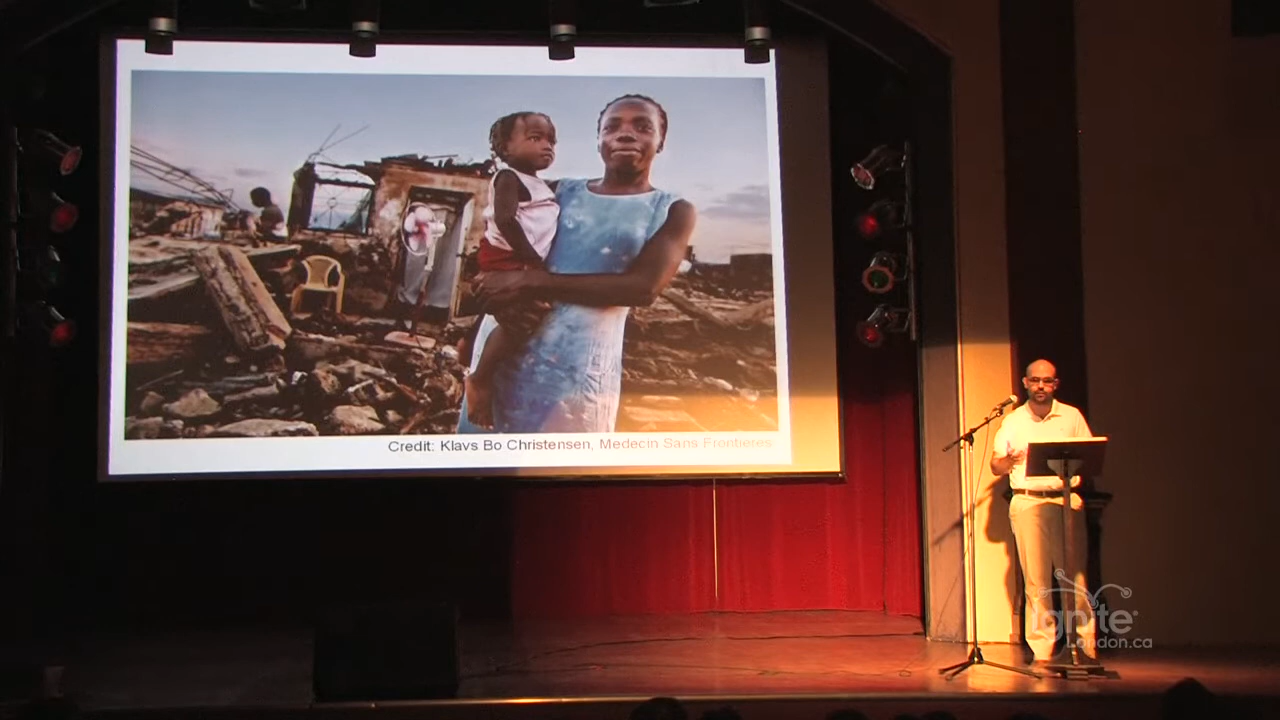 Credit: Klavs Bo Christensen, Medecin Sans Frontieres
ignite
London.ca